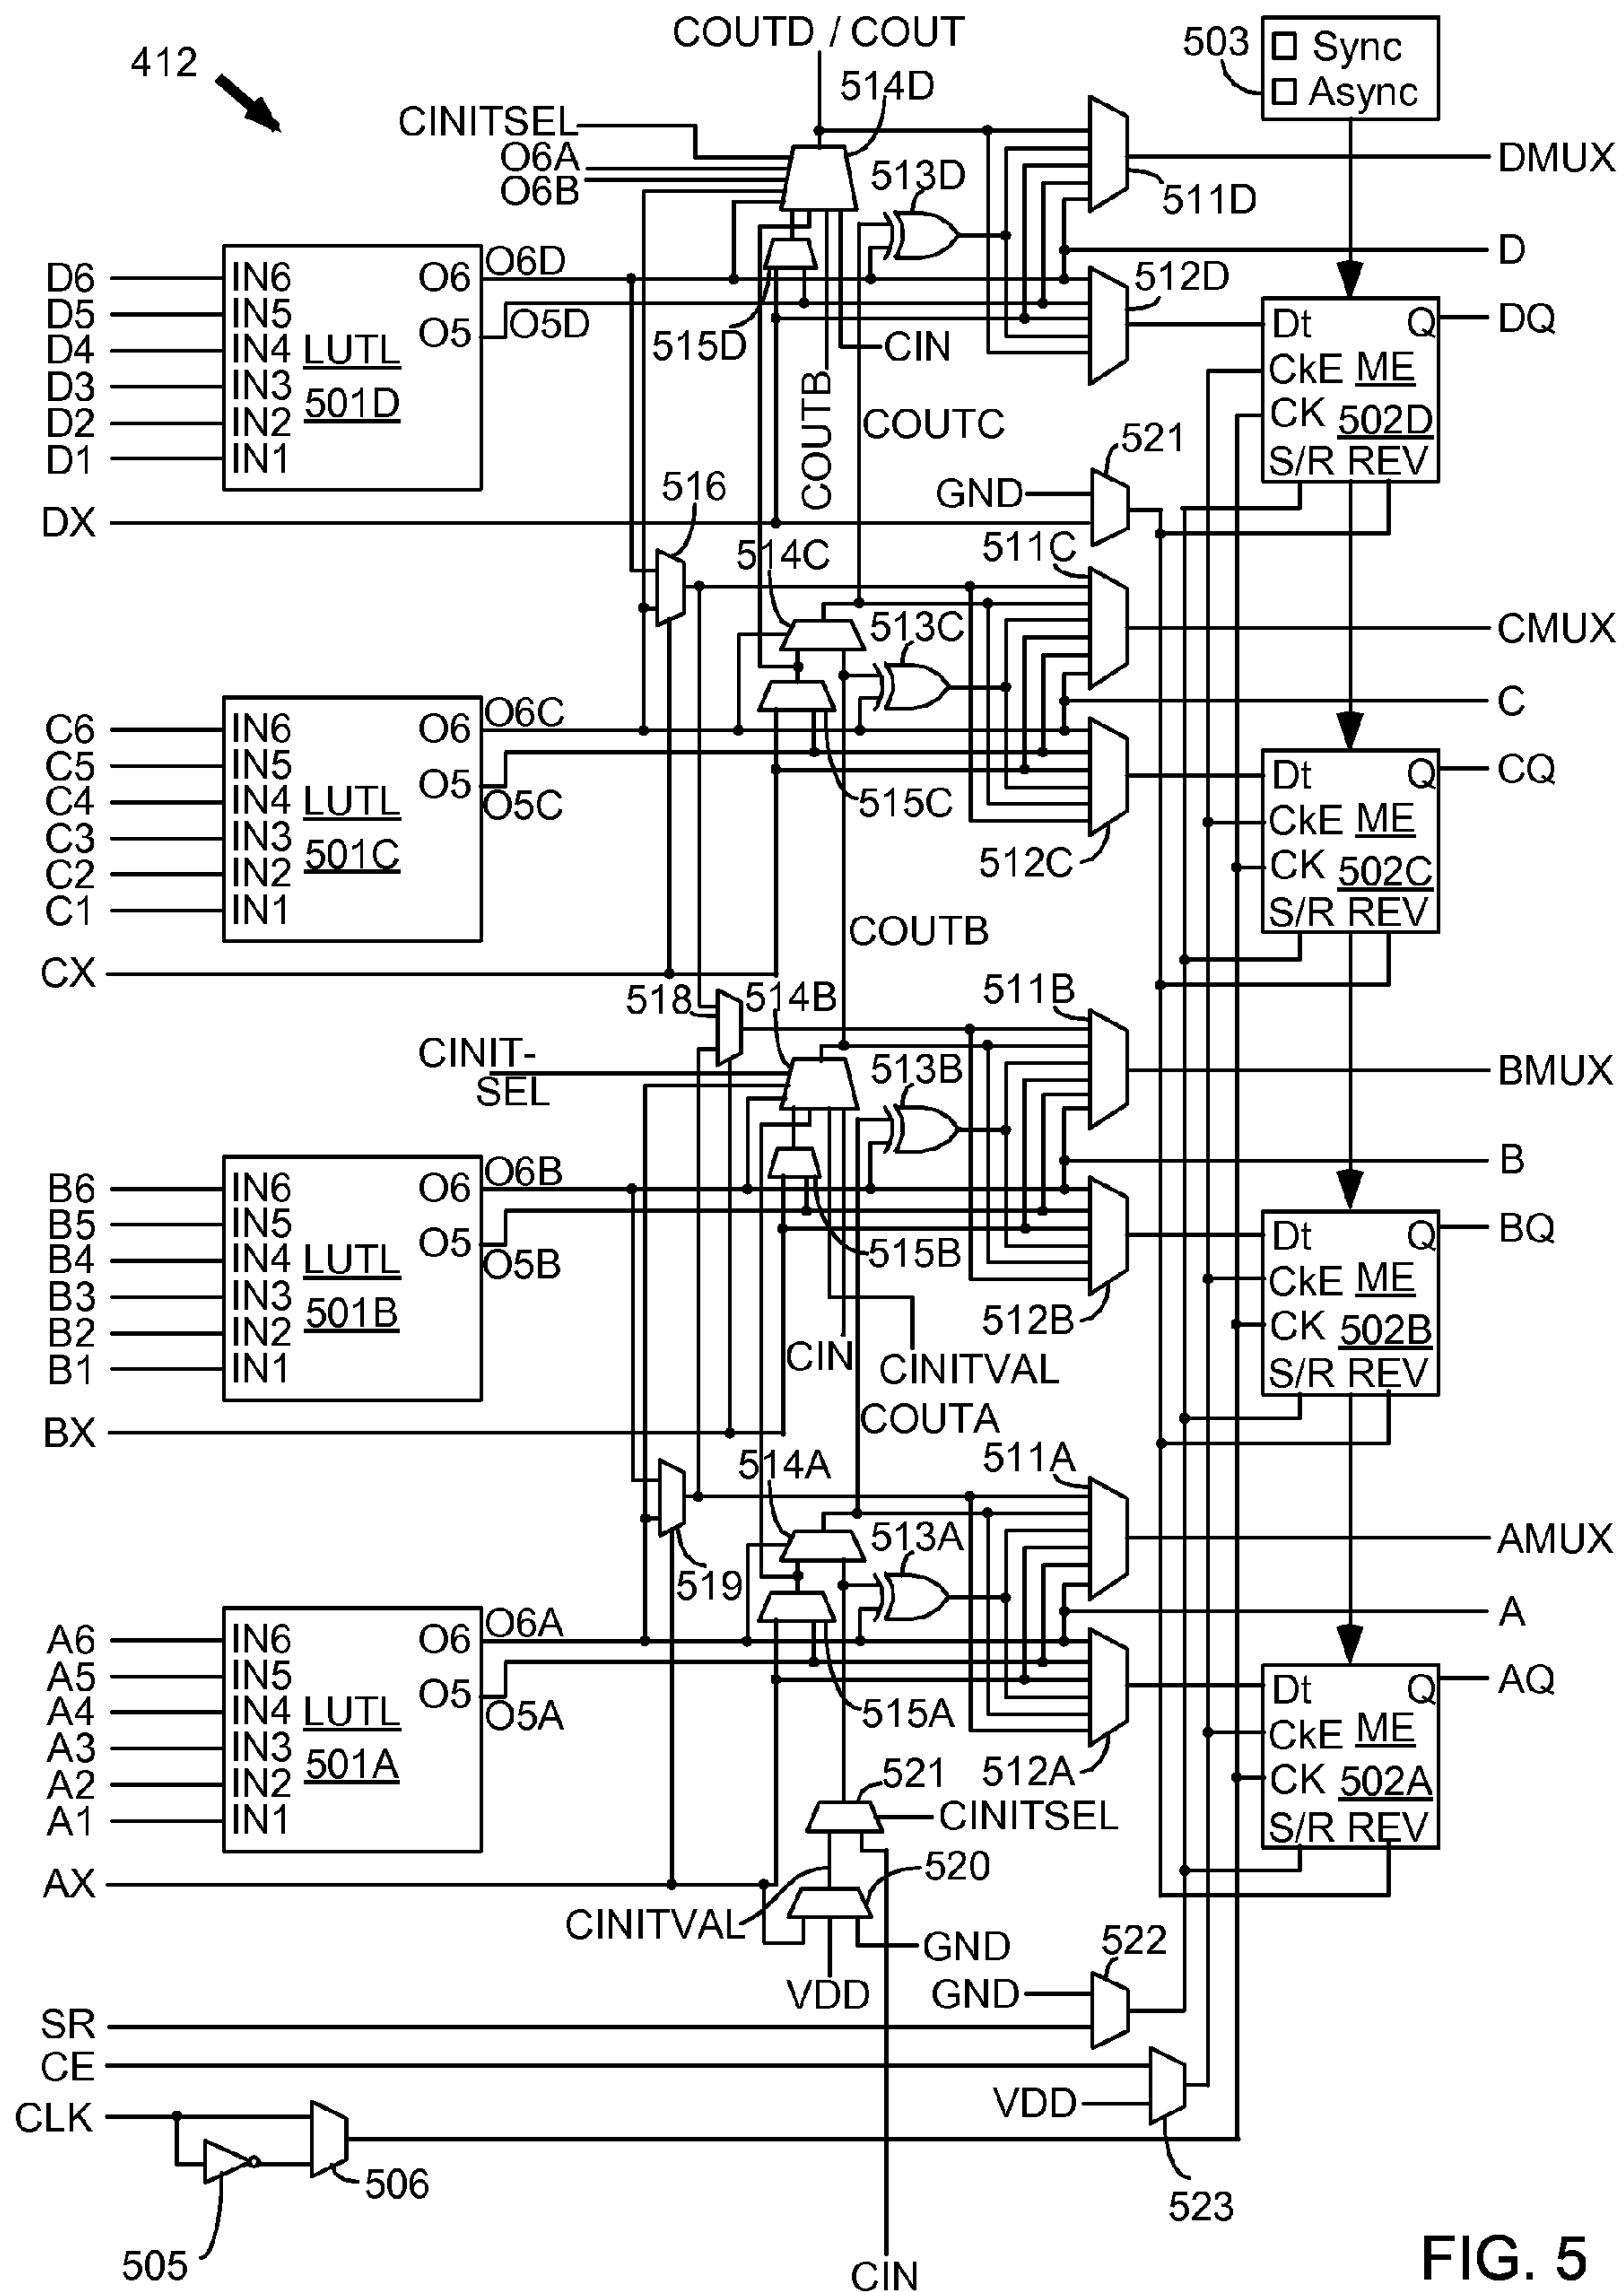 COUTD / COUT
503
Sync
Async
412
514D
CINITSEL
O6A
O6B
513D
DMUX
511D
D
D6
D5
D4
D3
D2
D1
IN6
IN5
IN4
IN3
IN2
IN1
LUTL
501D
O6
O5
O6D
O5D
515D
CIN
COUTB
COUTC
512D
Dt
Q
CkE
ME
CK
502D
S/R
REV
DQ
521
GND
516
DX
514C
511C
513C
CMUX
C
C6
C5
C4
C3
C2
C1
IN6
IN5
IN4
IN3
IN2
IN1
LUTL
501C
O6
O5
O6C
O5C
515C
512C
Dt
Q
CkE
ME
CK
502C
S/R
REV
CQ
COUTB
CX
518
514B
511B
CINIT-
SEL
513B
BMUX
B
B6
B5
B4
B3
B2
B1
IN6
IN5
IN4
IN3
IN2
IN1
LUTL
501B
O6
O5
O6B
O5B
515B
512B
CIN
CINITVAL
Dt
Q
CkE
ME
CK
502B
S/R
REV
BQ
COUTA
BX
514A
511A
513A
AMUX
519
A
A6
A5
A4
A3
A2
A1
IN6
IN5
IN4
IN3
IN2
IN1
LUTL
501A
O6
O5
O6A
O5A
515A
512A
Dt
Q
CkE
ME
CK
502A
S/R
REV
AQ
521
CINITSEL
AX
520
CINITVAL
GND
VDD
522
GND
SR
CE
VDD
CLK
506
523
505
CIN
FIG. 5